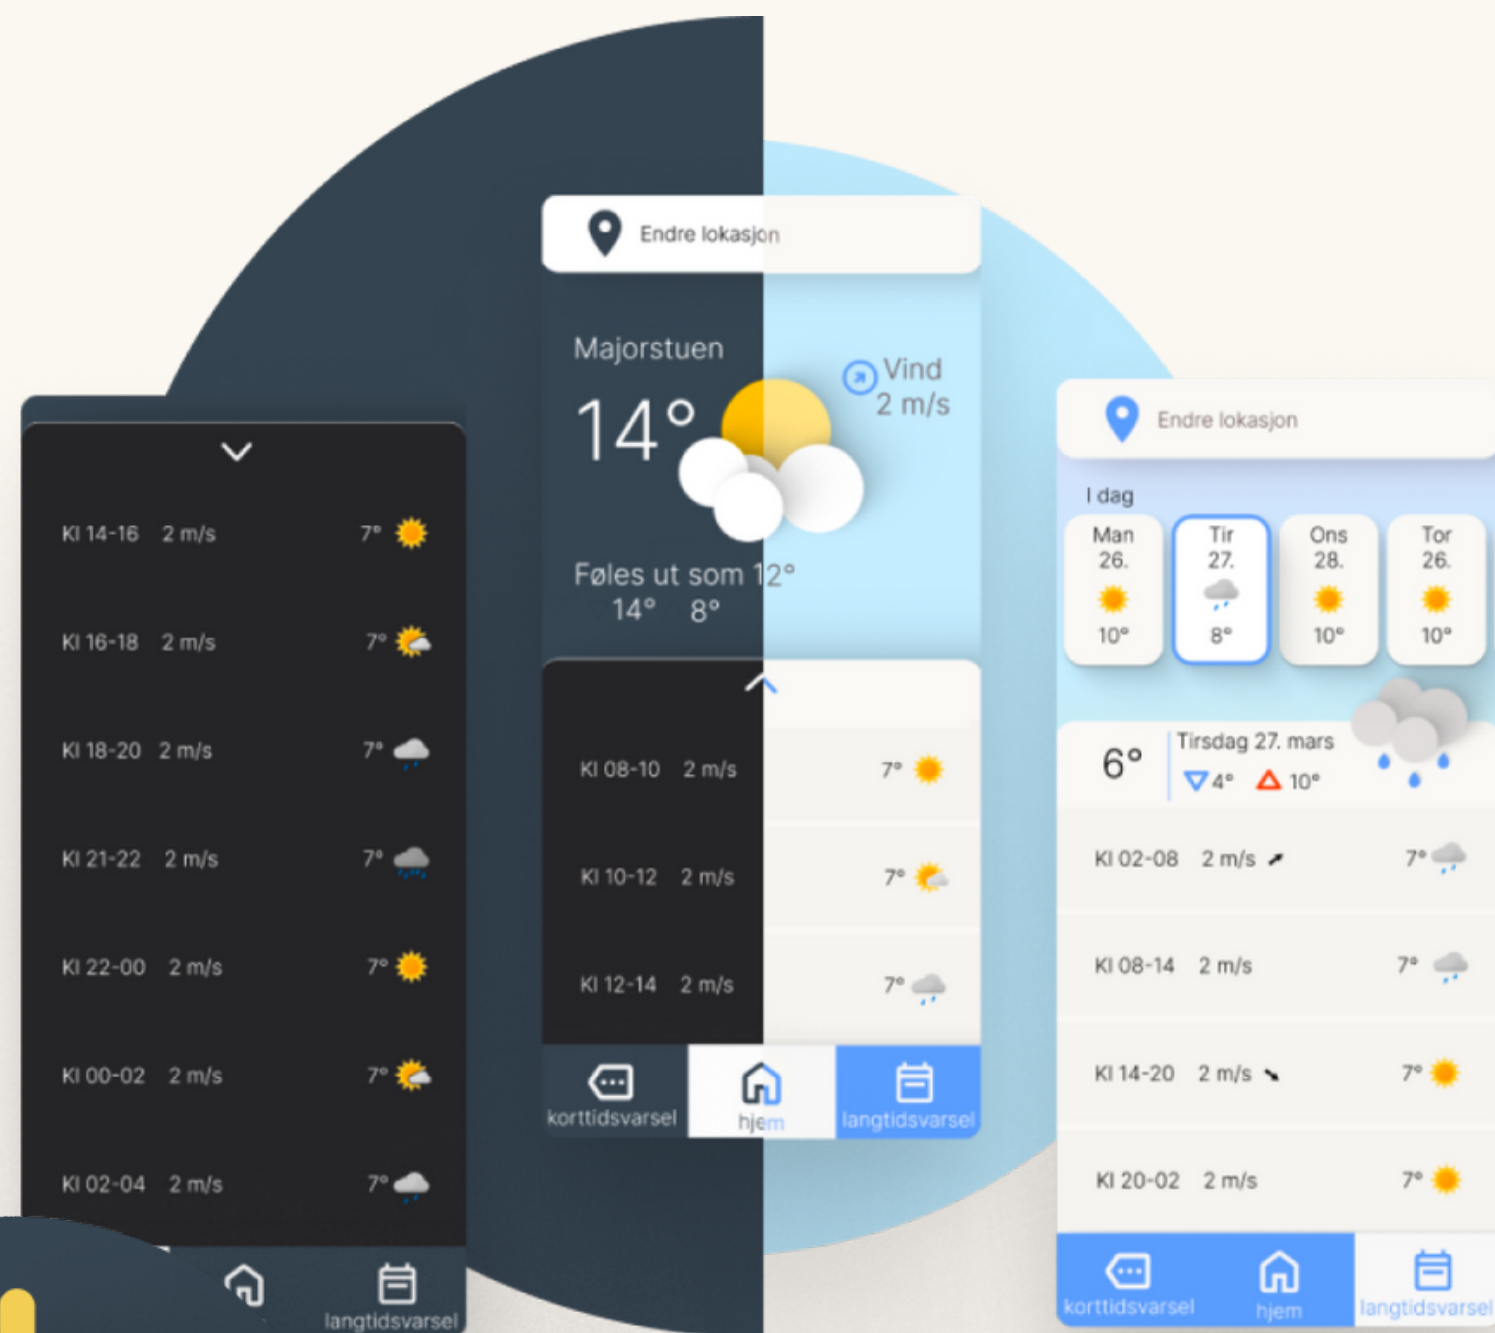 Kl 14-16 2 m/s 7°
Kl 16-18 2 m/s 7°
Kl 18-20 2 m/s 7°
Kl 21-22 2 m/s 7°
Kl 22-00 2 m/s 7°
Kl 00-02 2 m/s 7°
Kl 02-04 2 m/s 7°
langtidsvarsel
Endre lokasjon
Majorstuen
14°
Vind
2 m/s
Føles ut som 12°
14° 8°
Kl 08-10 2 m/s 7°
Kl 10-12 2 m/s 7°
Kl 12-14 2 m/s 7°
korttidsvarsel hjem langtidsvarsel
Endre lokasjon
I dag
Man Tir Ons Tor
26. 27. 28. 26.
10° 8° 10° 10°
6°
Tirsdag 27. mars
4° 10°
Kl 02-08 2 m/s 7°
Kl 08-14 2 m/s 7°
Kl 14-20 2 m/s 7°
Kl 20-02 2 m/s 7°
korttidsvarsel hjem langtidsvarsel